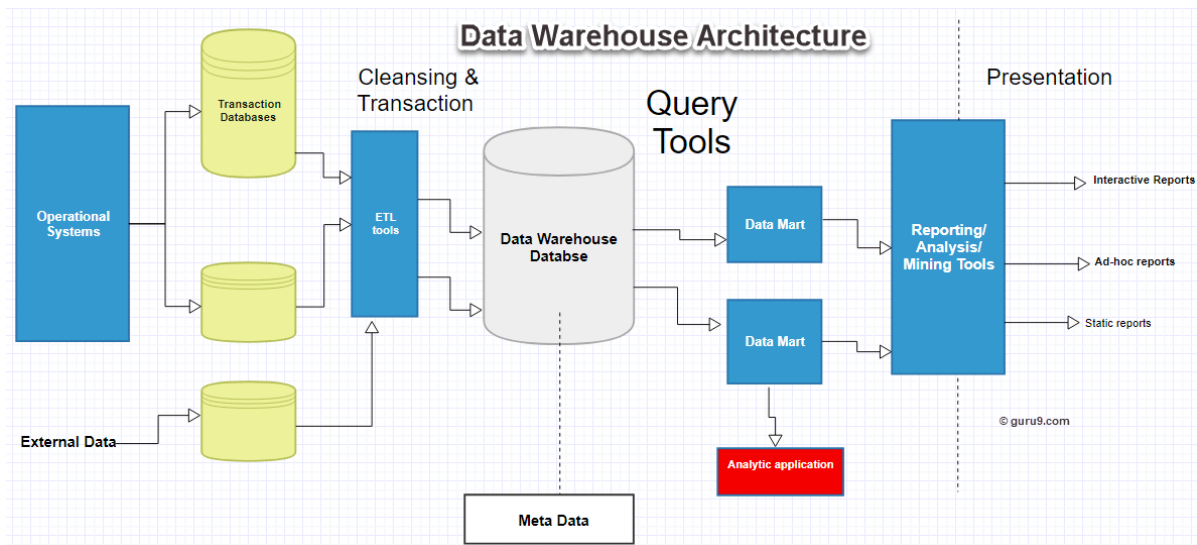 Data Warehouse Architecture
Cleansing &
Transaction
Query
Tools
Presentation
Transaction
Databases
Operational
Systems
ETL
tools
Data Warehouse
Databse
Data Mart
Data Mart
Reporting/
Analysis/
Mining Tools
Interactive Reports
Ad-hoc reports
Static reports
External Data
Analytic application
Meta Data
© guru9.com